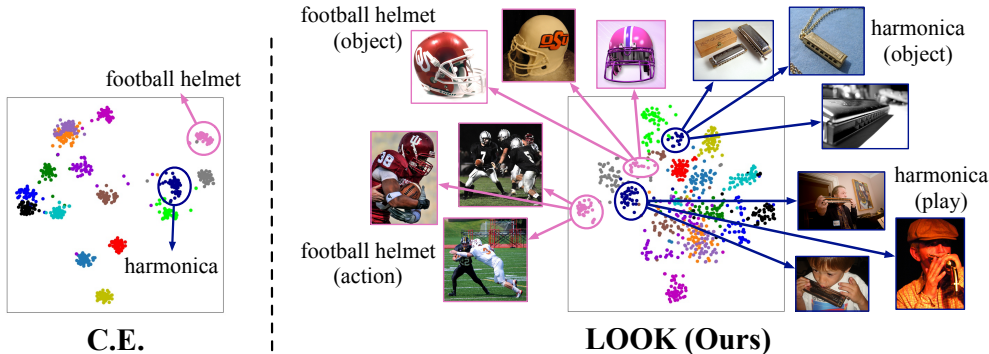 football helmet
(object)
harmonica
(object)
football helmet
harmonica
harmonica
(play)
football helmet
(action)
C.E.
LOOK (Ours)